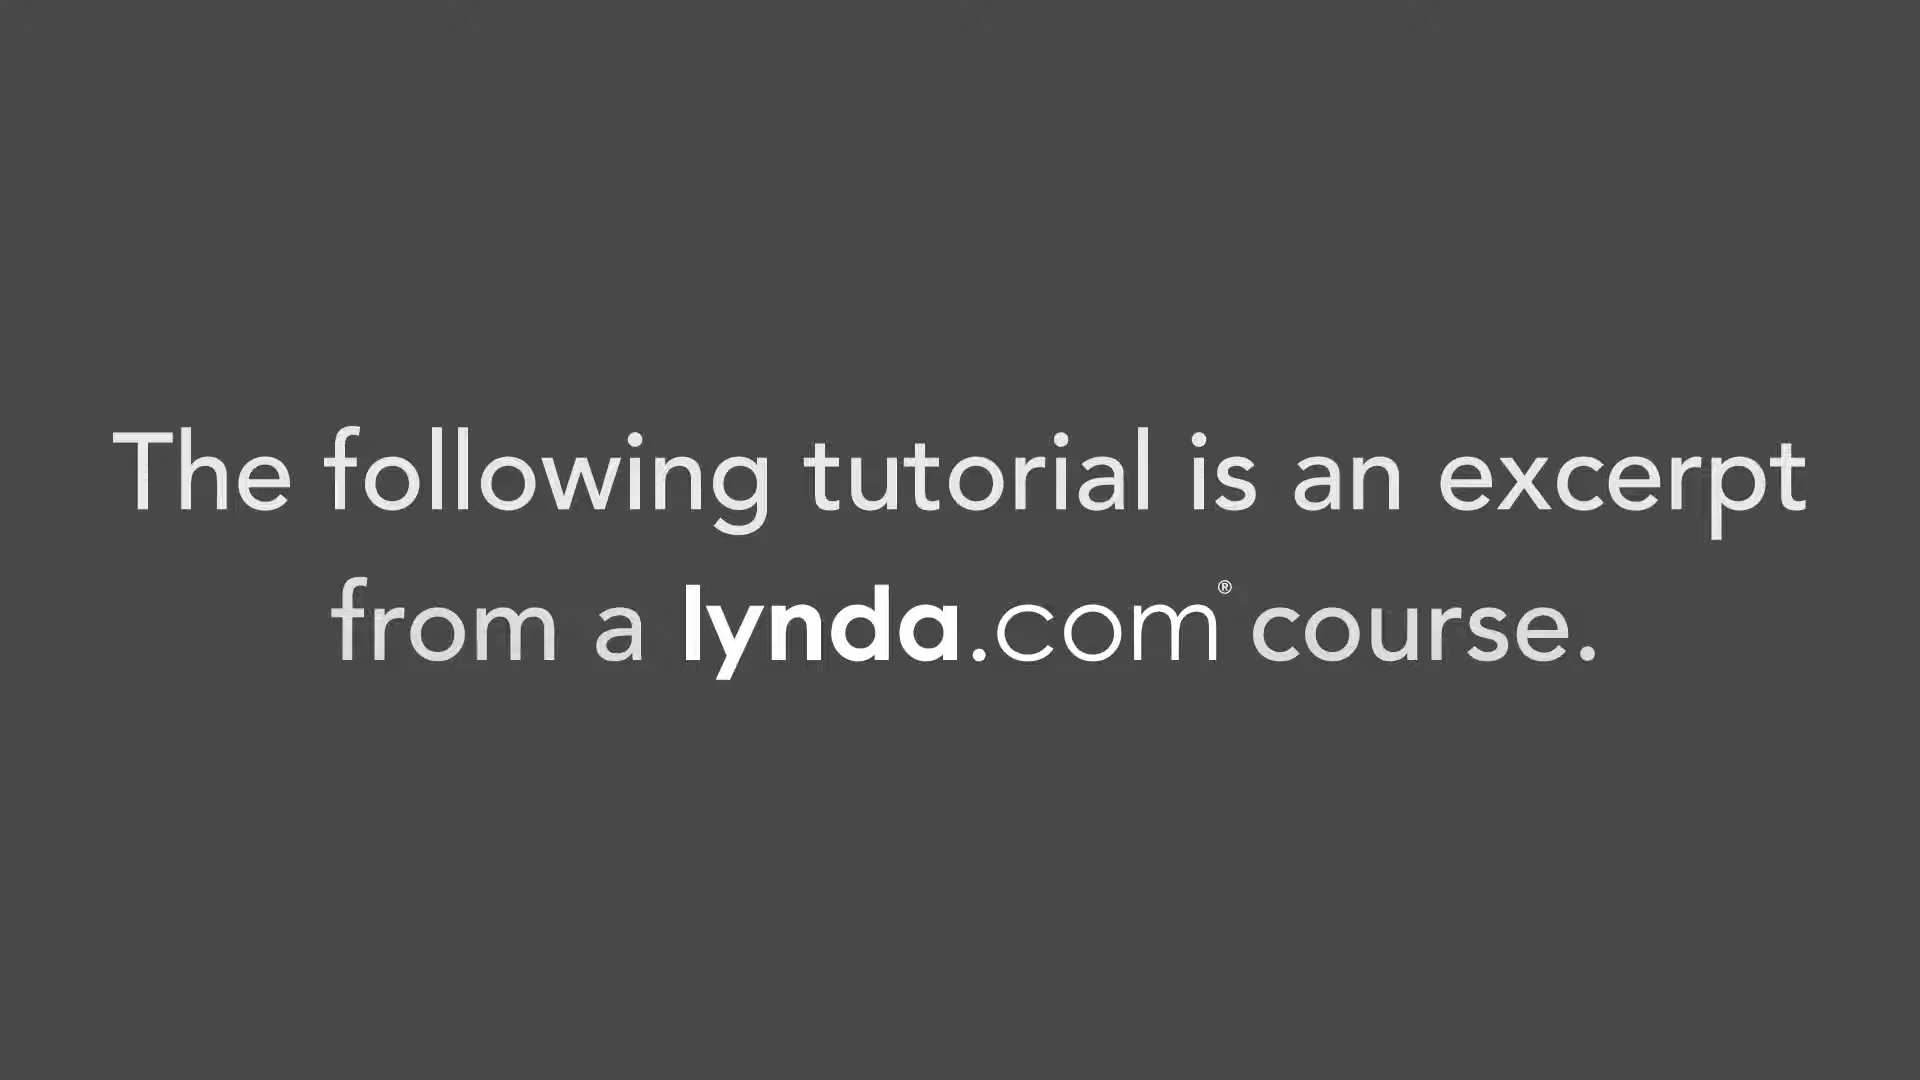 The following tutorial is an excerpt
from a lynda.com® course.